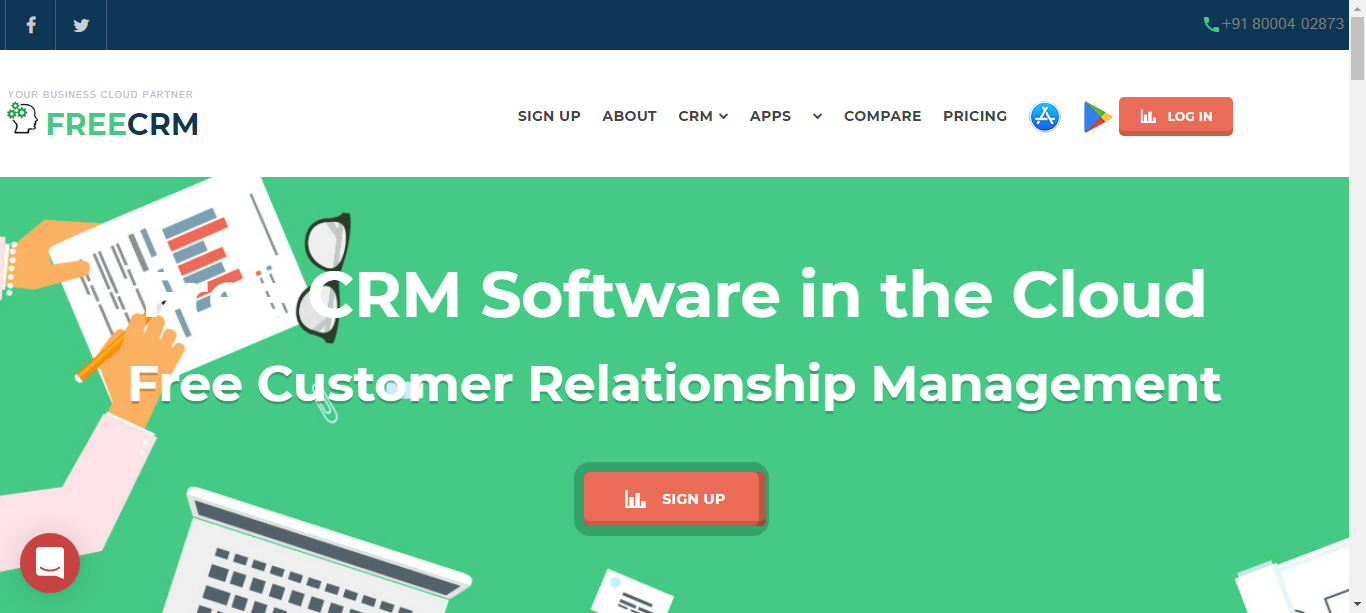 +91 80004 02873
YOUR BUSINESS CLOUD PARTNER
FREECRM
SIGN UP ABOUT CRM APPS COMPARE PRICING LOG IN
Free CRM Software in the Cloud
Free Customer Relationship Management
SIGN UP